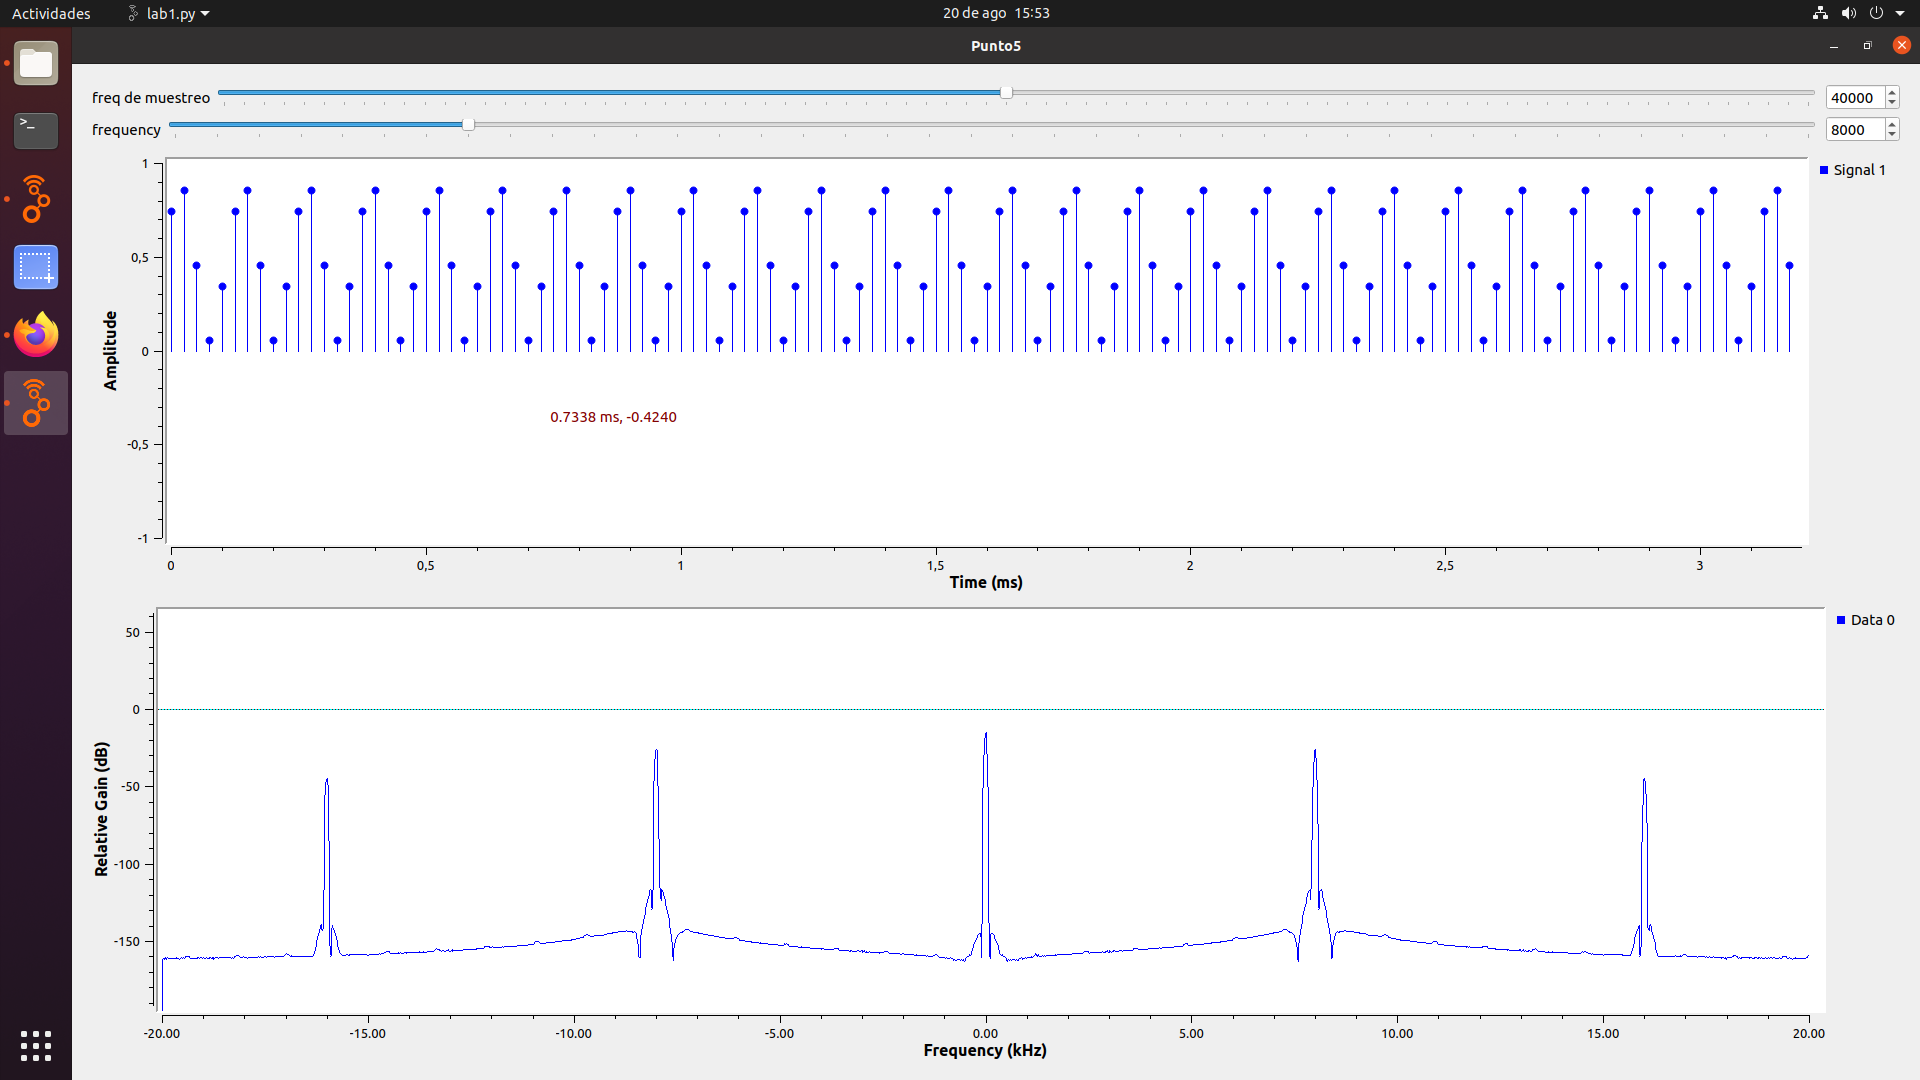 Actividades lab1.py 20 de ago 15:53
Punto5
freq de muestreo 40000
frequency 8000
Signal 1
1
0,5
0
-0,5
-1
Amplitude
0.7338 ms, -0.4240
0 0,5 1 1,5 2 2,5 3
Time (ms)
Data 0
50
0
-50
-100
-150
Relative Gain (dB)
-20.00 -15.00 -10.00 -5.00 0.00 5.00 10.00 15.00 20.00
Frequency (kHz)